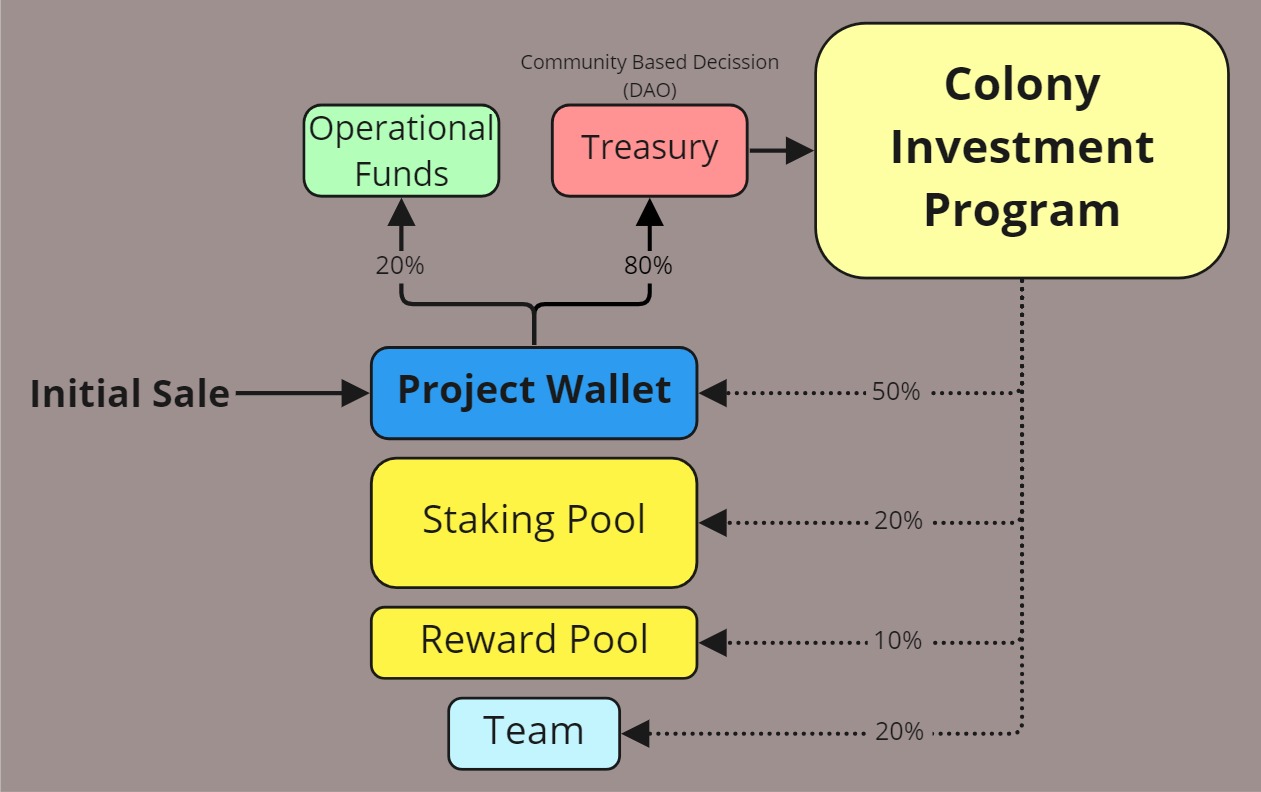 Community Based Decission
(DAO)
Operational
Funds
Treasury
Colony
Investment
Program
20%
80%
Initial Sale
Project Wallet
50%
Staking Pool
20%
Reward Pool
10%
Team
20%